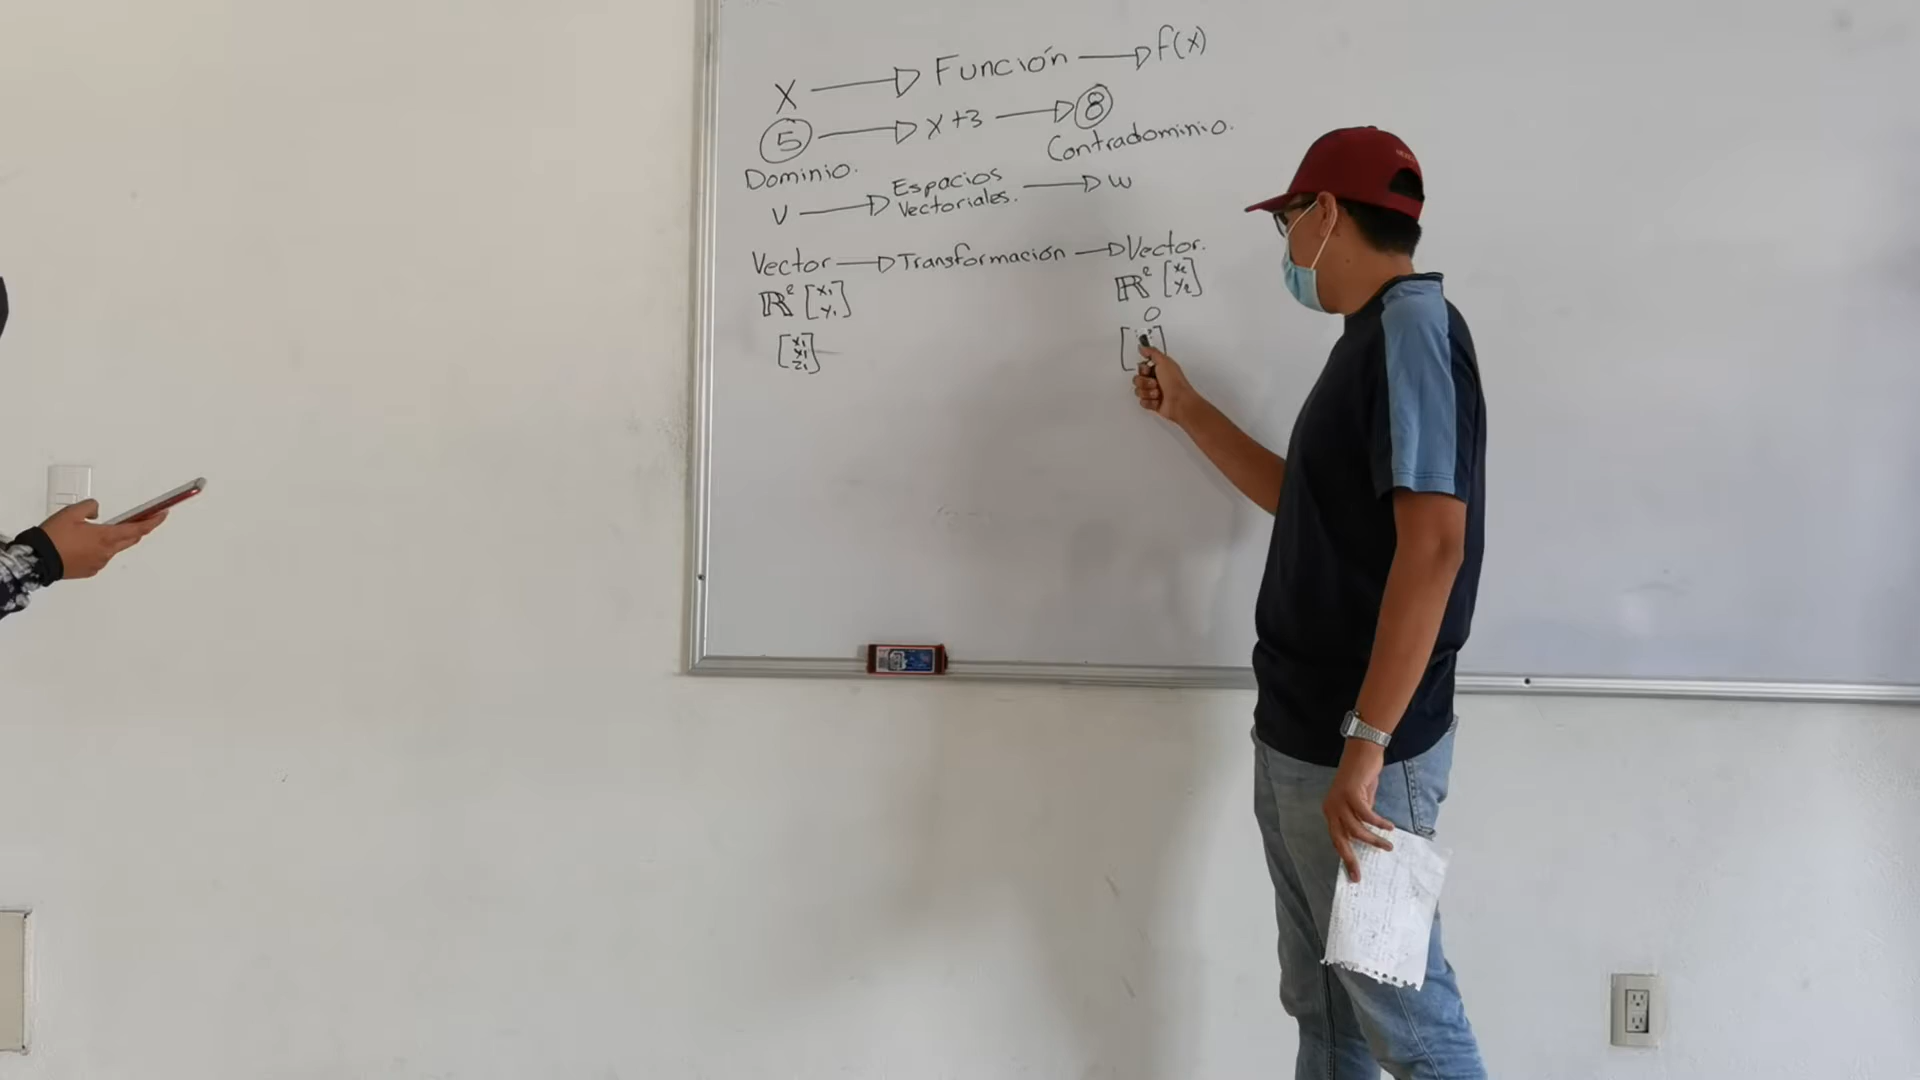 X → Función → f(x)
5 → x+3 → 8
Dominio. Contradominio.
V → Espacios Vectoriales. → W
Vector → Transformación → Vector.
ℝ² [x₁ y₁] ℝ² [x₂ y₂]
O
[x₁ y₁ z₁]